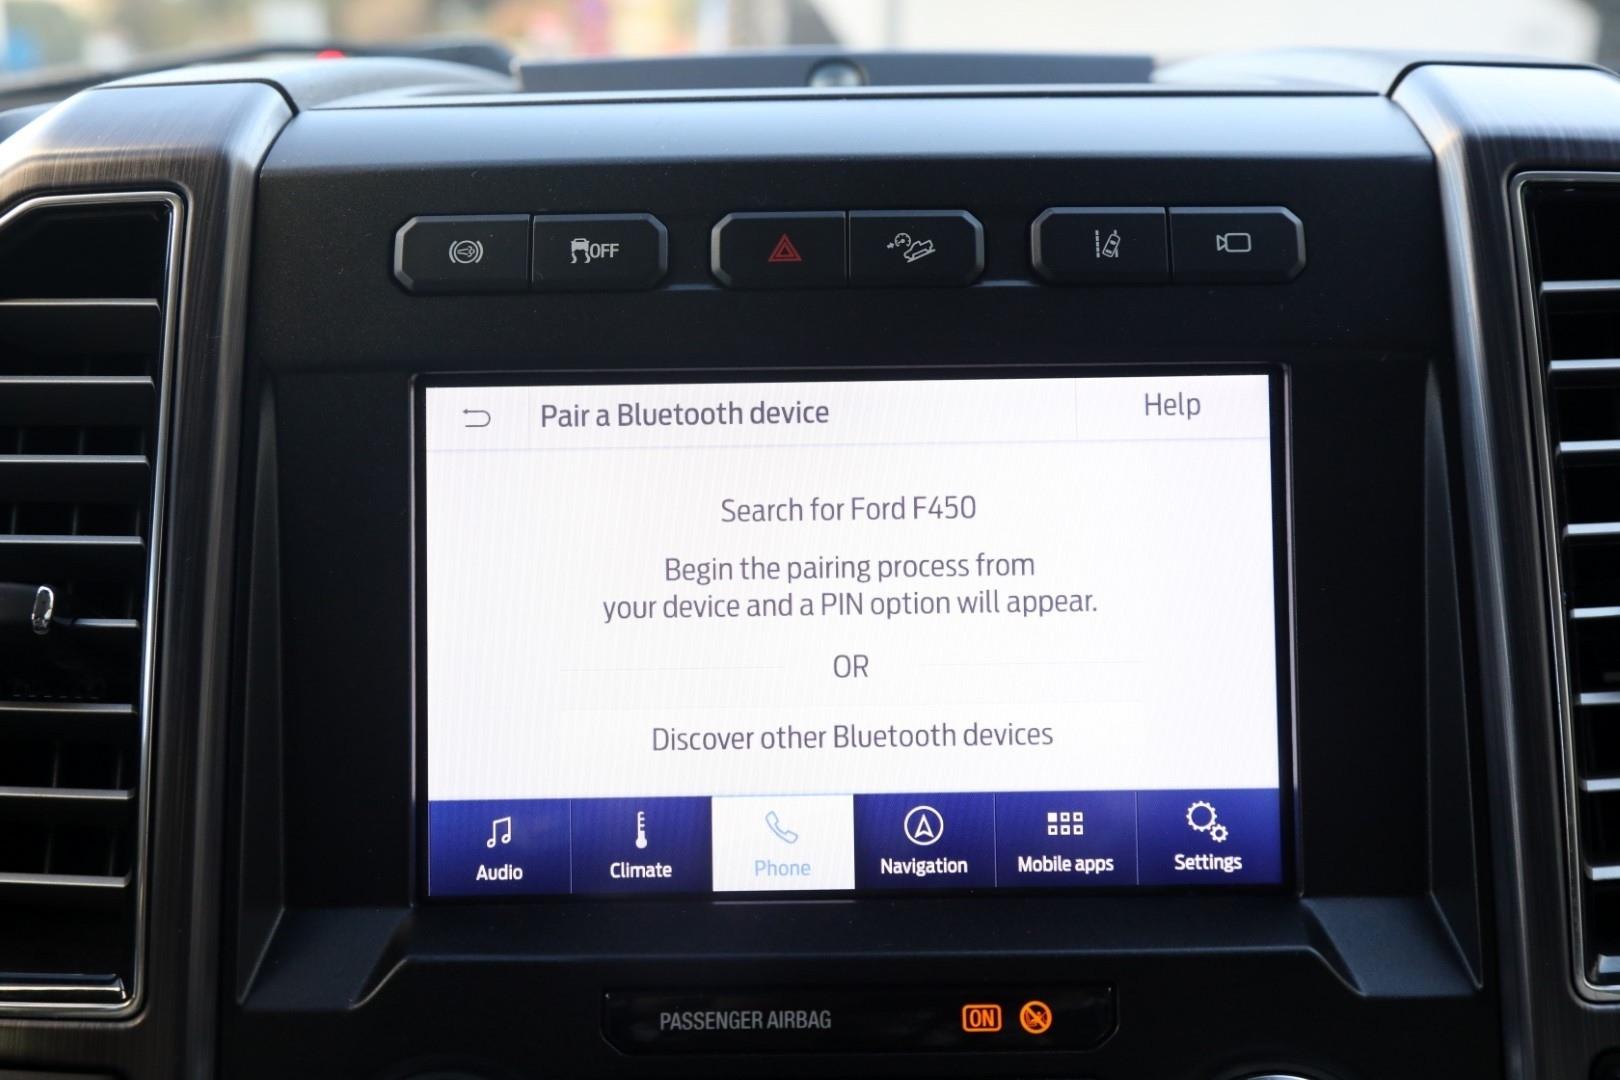 OFF
Pair a Bluetooth device
Help
Search for Ford F450
Begin the pairing process from
your device and a PIN option will appear.
OR
Discover other Bluetooth devices
Audio
Climate
Phone
Navigation
Mobile apps
Settings
PASSENGER AIRBAG
ON